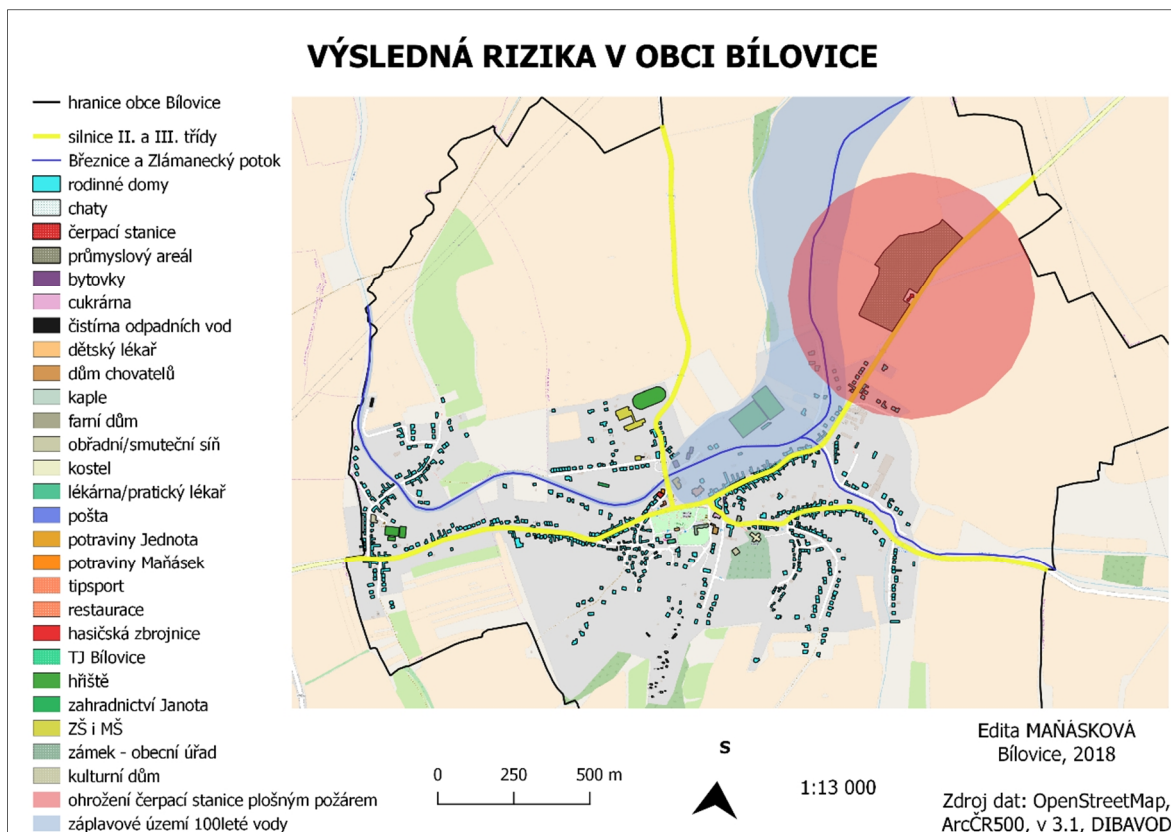 VÝSLEDNÁ RIZIKA V OBCI BÍLOVICE
hranice obce Bílovice
silnice II. a III. třídy
Březnice a Zlámanecký potok
rodinné domy
chaty
čerpací stanice
průmyslový areál
bytovky
cukrárna
čistírna odpadních vod
dětský lékař
dům chovatelů
kaple
farní dům
obřadní/smuteční síň
kostel
lékárna/pratický lékař
pošta
potraviny Jednota
potraviny Maňásek
tipsport
restaurace
hasičská zbrojnice
TJ Bílovice
hřiště
zahradnictví Janota
ZŠ i MŠ
zámek - obecní úřad
kulturní dům
ohrožení čerpací stanice plošným požárem
záplavové území 100leté vody
0 250 500 m
S
1:13 000
Edita MAŇÁSKOVÁ
Bílovice, 2018
Zdroj dat: OpenStreetMap,
ArcČR500, v 3.1, DIBAVOD